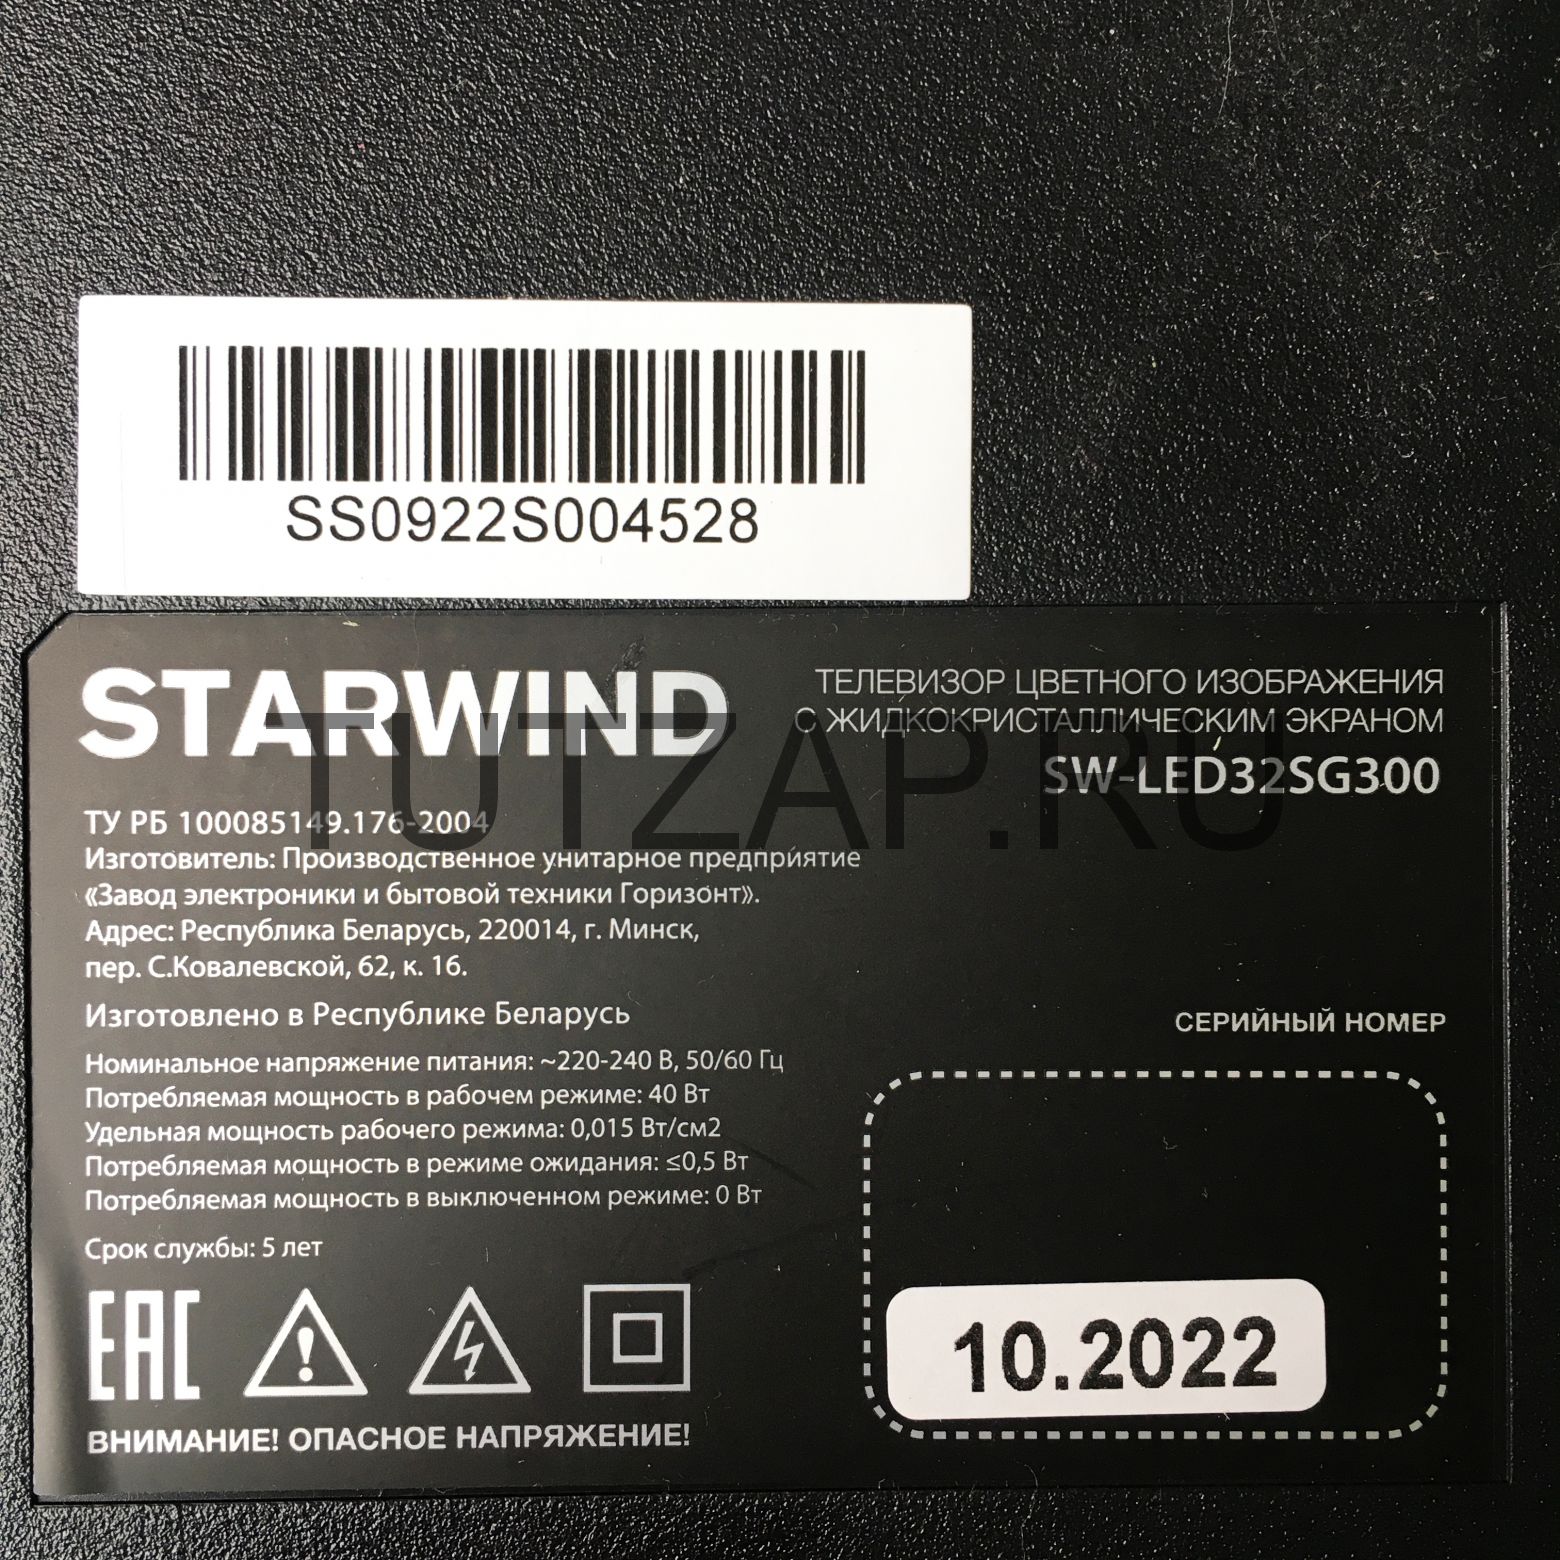 SS0922S004528
STARWIND
ТЕЛЕВИЗОР ЦВЕТНОГО ИЗОБРАЖЕНИЯ
С ЖИДКОКРИСТАЛЛИЧЕСКИМ ЭКРАНОМ
SW-LED32SG300
TUTZAP.RU
ТУ РБ 100085149.176-2004
Изготовитель: Производственное унитарное предприятие
«Завод электроники и бытовой техники Горизонт».
Адрес: Республика Беларусь, 220014, г. Минск,
пер. С.Ковалевской, 62, к. 16.
Изготовлено в Республике Беларусь
Номинальное напряжение питания: ~220-240 В, 50/60 Гц
Потребляемая мощность в рабочем режиме: 40 Вт
Удельная мощность рабочего режима: 0,015 Вт/см2
Потребляемая мощность в режиме ожидания: ≤0,5 Вт
Потребляемая мощность в выключенном режиме: 0 Вт
Срок службы: 5 лет
EAC
ВНИМАНИЕ! ОПАСНОЕ НАПРЯЖЕНИЕ!
СЕРИЙНЫЙ НОМЕР
10.2022